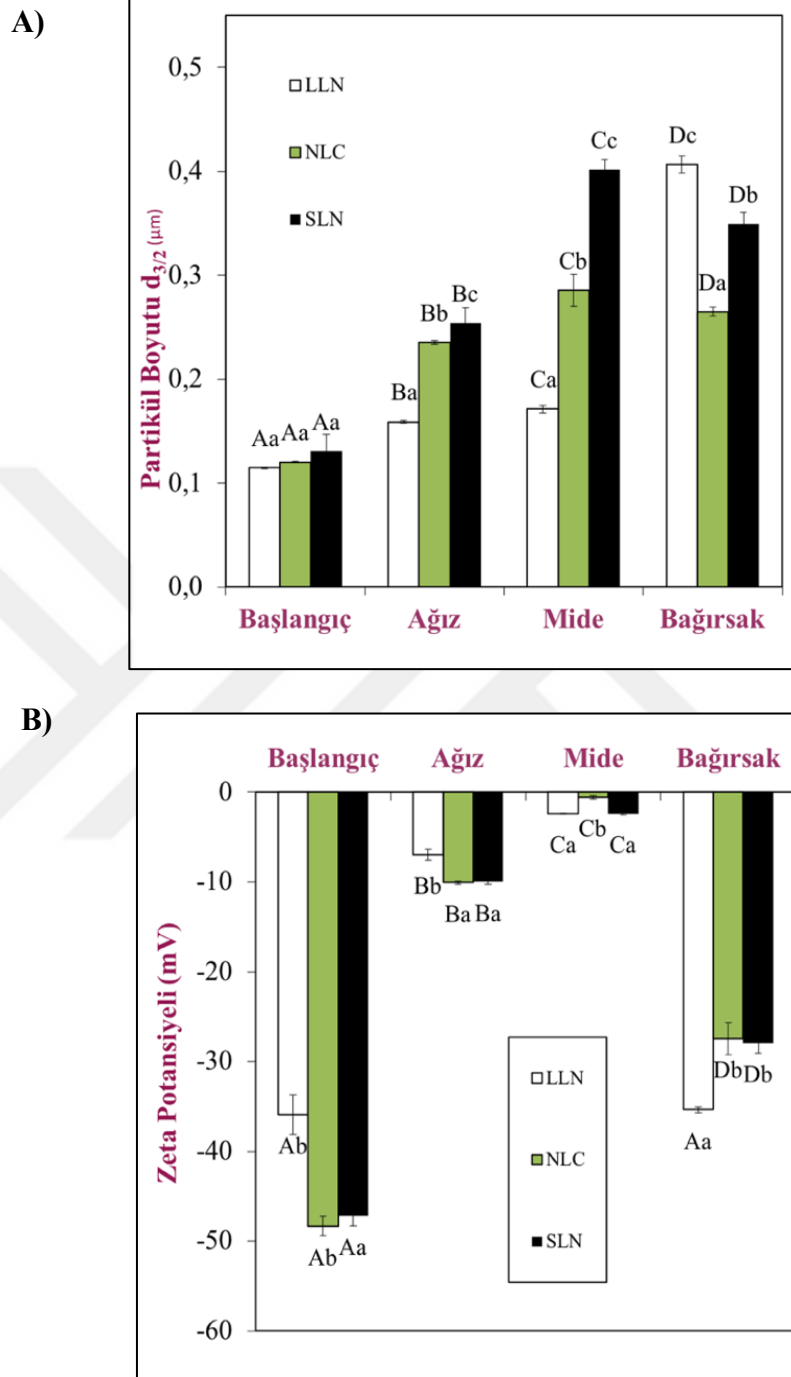 A)
Partikül Boyutu d3/2 (μm)
0,5
0,4
0,3
0,2
0,1
0,0
LLN
NLC
SLN
Aa Aa Aa
Ba Bb Bc
Ca Cb Cc
Dc Da Db
Başlangıç Ağız Mide Bağırsak
B)
Başlangıç Ağız Mide Bağırsak
Zeta Potansiyeli (mV)
0
-10
-20
-30
-40
-50
-60
Ab Ab Aa
Bb Ba Ba
Ca Cb Ca
Aa Db Db
LLN
NLC
SLN